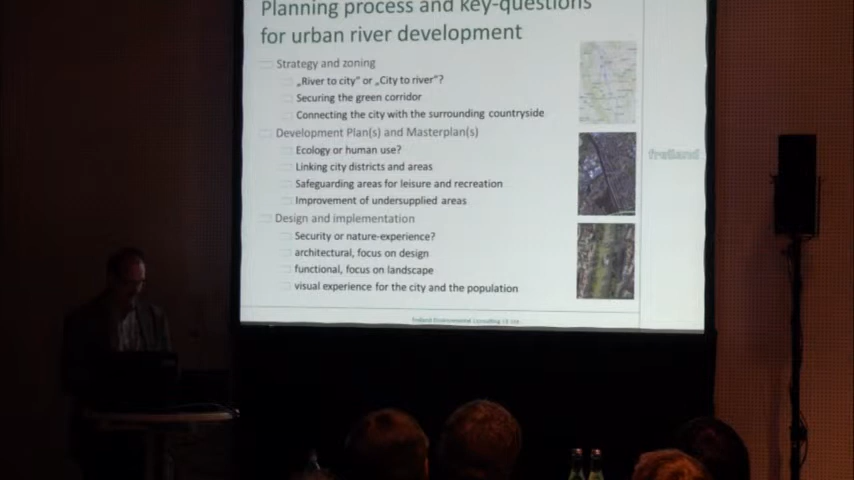 Planning process and key-questions
for urban river development
Strategy and zoning
„River to city" or „City to river"?
Securing the green corridor
Connecting the city with the surrounding countryside
Development Plan(s) and Masterplan(s)
Ecology or human use?
Linking city districts and areas
Safeguarding areas for leisure and recreation
Improvement of undersupplied areas
Design and implementation
Security or nature-experience?
architectural, focus on design
functional, focus on landscape
visual experience for the city and the population
freiland
freiland Environmental Consulting